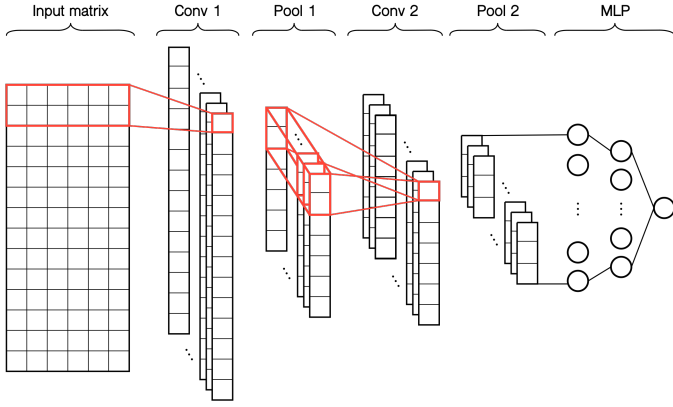 Input matrix
Conv 1
Pool 1
Conv 2
Pool 2
MLP